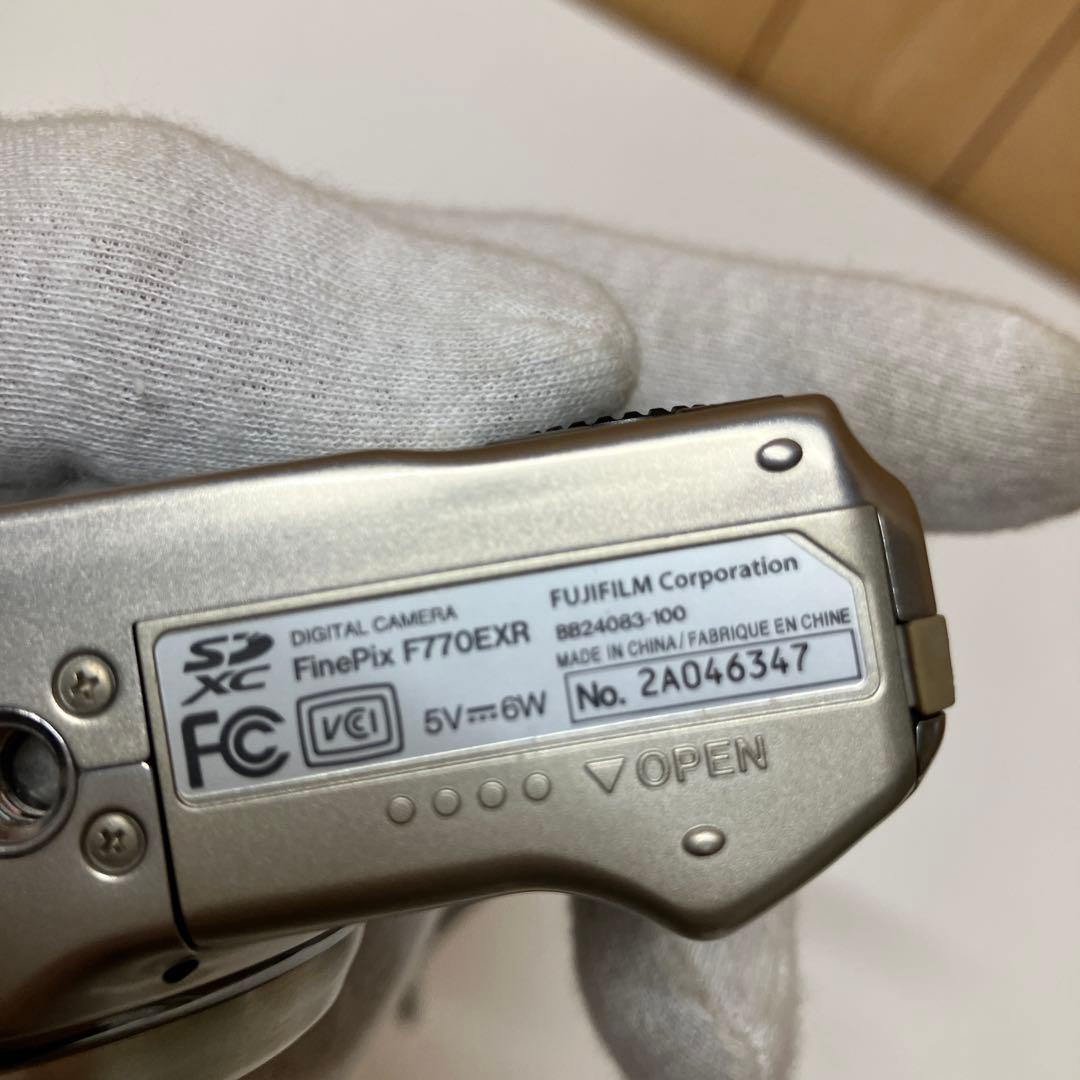 SD
XC
DIGITAL CAMERA
FinePix F770EXR
FC
VCCI
5V⎓6W
FUJIFILM Corporation
BB24083-100
MADE IN CHINA/FABRIQUE EN CHINE
No. 2A046347
▽OPEN